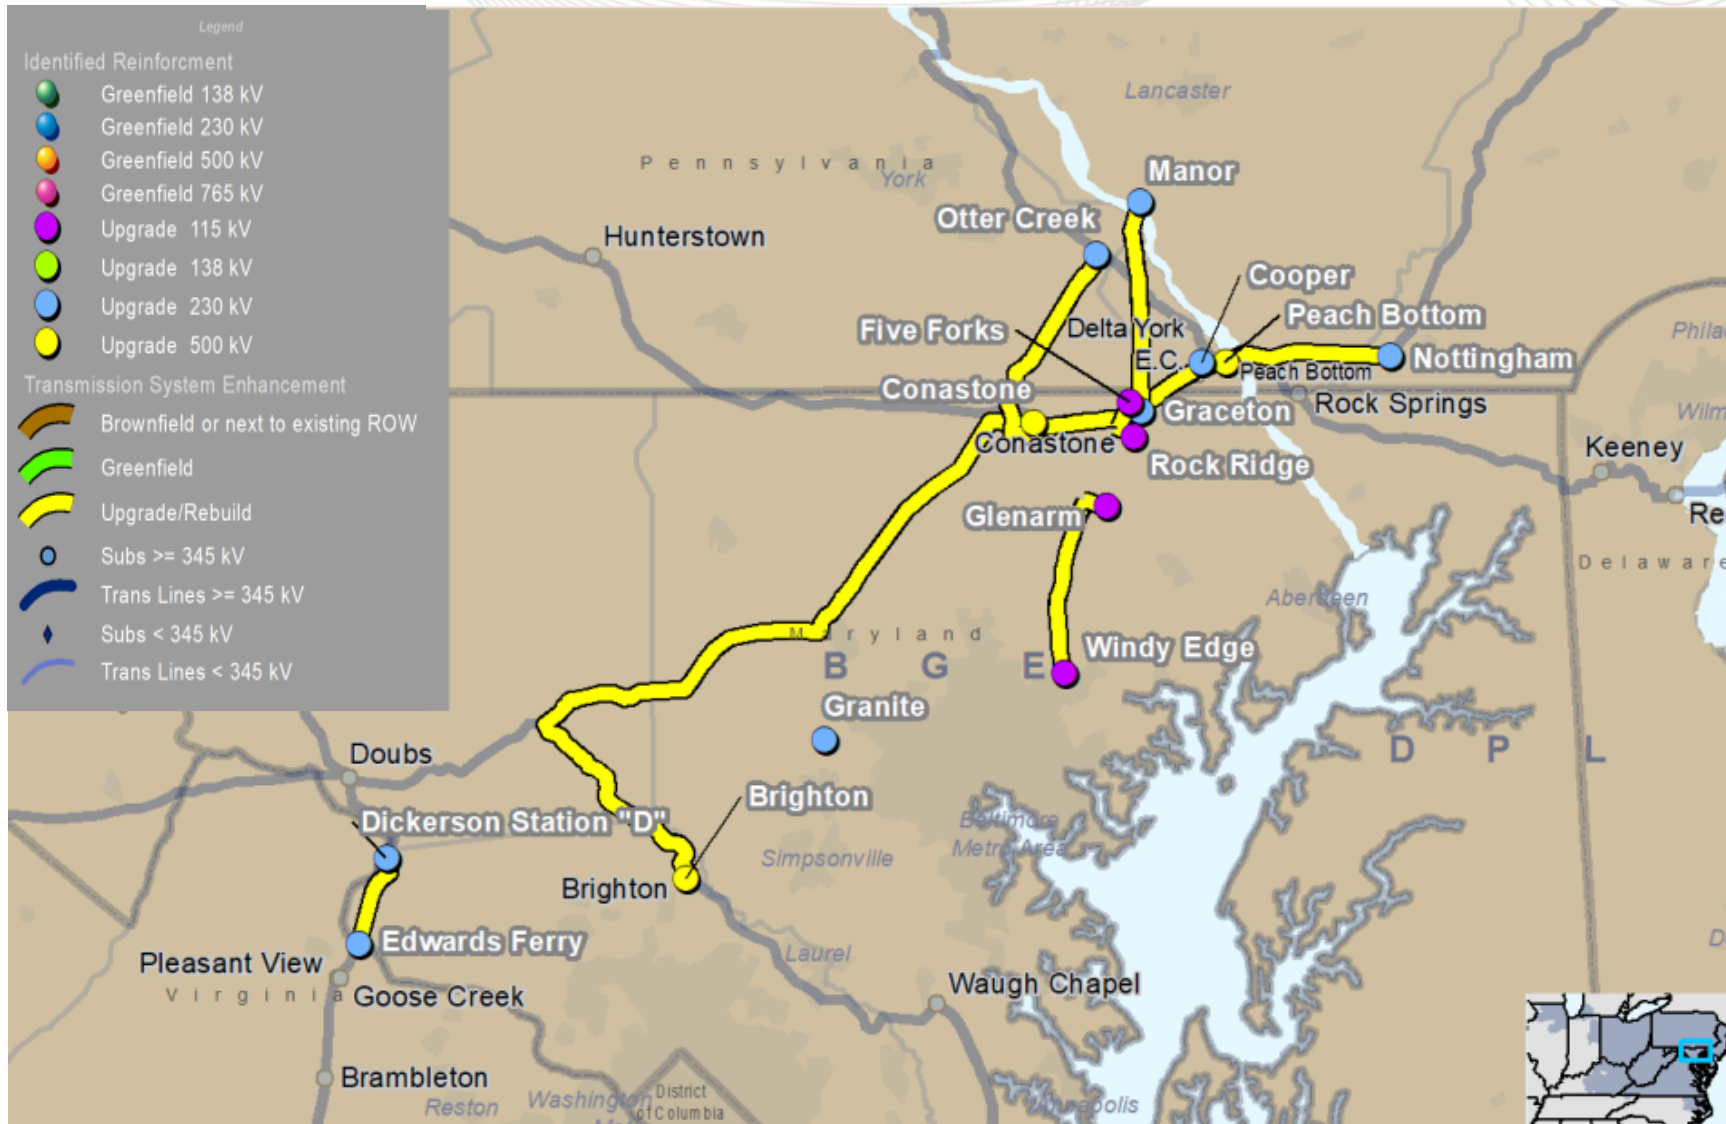 Legend
Identified Reinforcment
Greenfield 138 kV
Greenfield 230 kV
Greenfield 500 kV
Greenfield 765 kV
Upgrade 115 kV
Upgrade 138 kV
Upgrade 230 kV
Upgrade 500 kV
Transmission System Enhancement
Brownfield or next to existing ROW
Greenfield
Upgrade/Rebuild
Subs >= 345 kV
Trans Lines >= 345 kV
Subs < 345 kV
Trans Lines < 345 kV
Lancaster
Pennsylvania
York
Manor
Otter Creek
Hunterstown
Cooper
Peach Bottom
Five Forks
Delta York
E.C.
Philad
Nottingham
Peach Bottom
Conastone
Graceton
Rock Springs
Wilm
Conastone
Keeney
Rock Ridge
Glenarm
Re
Delaware
Aberdeen
Maryland
Windy Edge
BGE
Granite
DPL
Doubs
Brighton
Dickerson Station "D"
Baltimore
Metro Area
Simpsonville
Brighton
Edwards Ferry
D
Laurel
Pleasant View
Waugh Chapel
Virginia
Goose Creek
Brambleton
District
of Columbia
Reston
Washington
Annapolis